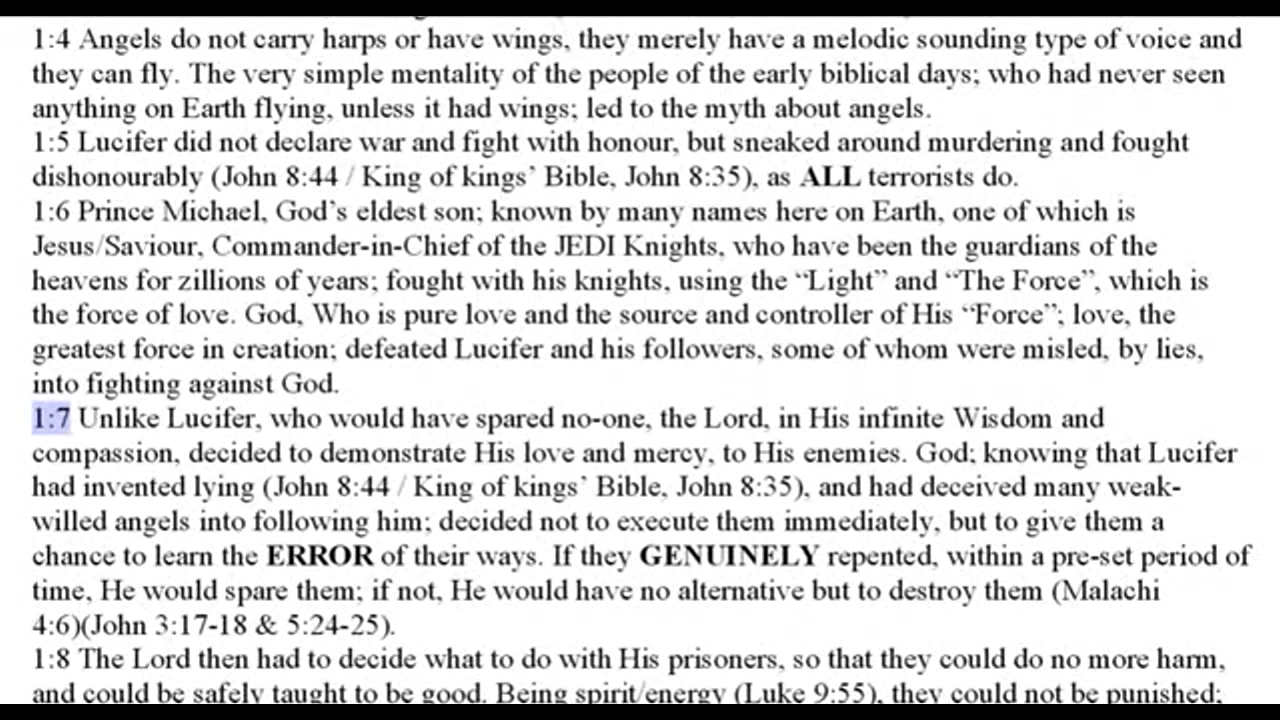 1:4 Angels do not carry harps or have wings, they merely have a melodic sounding type of voice and
they can fly. The very simple mentality of the people of the early biblical days; who had never seen
anything on Earth flying, unless it had wings; led to the myth about angels.
1:5 Lucifer did not declare war and fight with honour, but sneaked around murdering and fought
dishonourably (John 8:44 / King of kings' Bible, John 8:35), as ALL terrorists do.
1:6 Prince Michael, God's eldest son; known by many names here on Earth, one of which is
Jesus/Saviour, Commander-in-Chief of the JEDI Knights, who have been the guardians of the
heavens for zillions of years; fought with his knights, using the “Light” and “The Force”, which is
the force of love. God, Who is pure love and the source and controller of His “Force”; love, the
greatest force in creation; defeated Lucifer and his followers, some of whom were misled, by lies,
into fighting against God.
1:7 Unlike Lucifer, who would have spared no-one, the Lord, in His infinite Wisdom and
compassion, decided to demonstrate His love and mercy, to His enemies. God; knowing that Lucifer
had invented lying (John 8:44 / King of kings' Bible, John 8:35), and had deceived many weak-
willed angels into following him; decided not to execute them immediately, but to give them a
chance to learn the ERROR of their ways. If they GENUINELY repented, within a pre-set period of
time, He would spare them; if not, He would have no alternative but to destroy them (Malachi
4:6)(John 3:17-18 & 5:24-25).
1:8 The Lord then had to decide what to do with His prisoners, so that they could do no more harm,
and could be safely taught to be good. Being spirit/energy (Luke 9:55), they could not be punished;